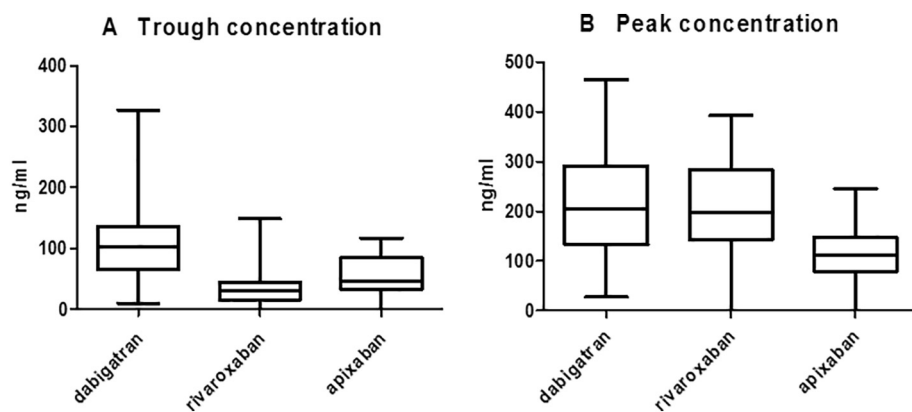 A Trough concentration
400
300
200
100
0
ng/ml
dabigatran
rivaroxaban
apixaban
B Peak concentration
500
400
300
200
100
0
ng/ml
dabigatran
rivaroxaban
apixaban